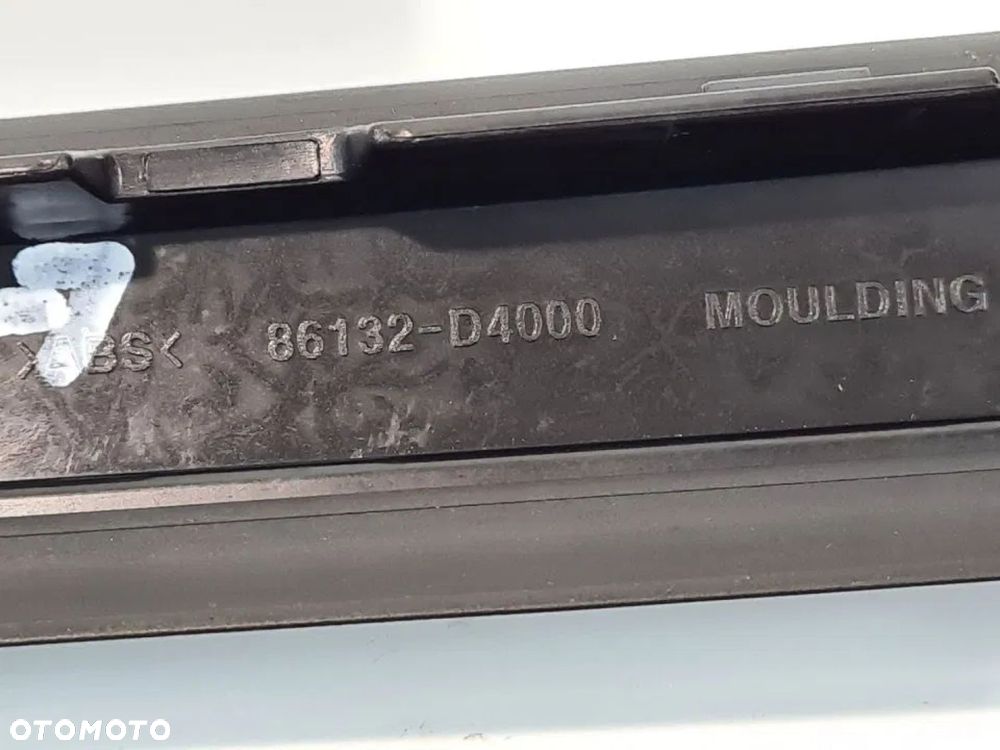 >ABS< 86132-D4000 MOULDING
OTOMOTO